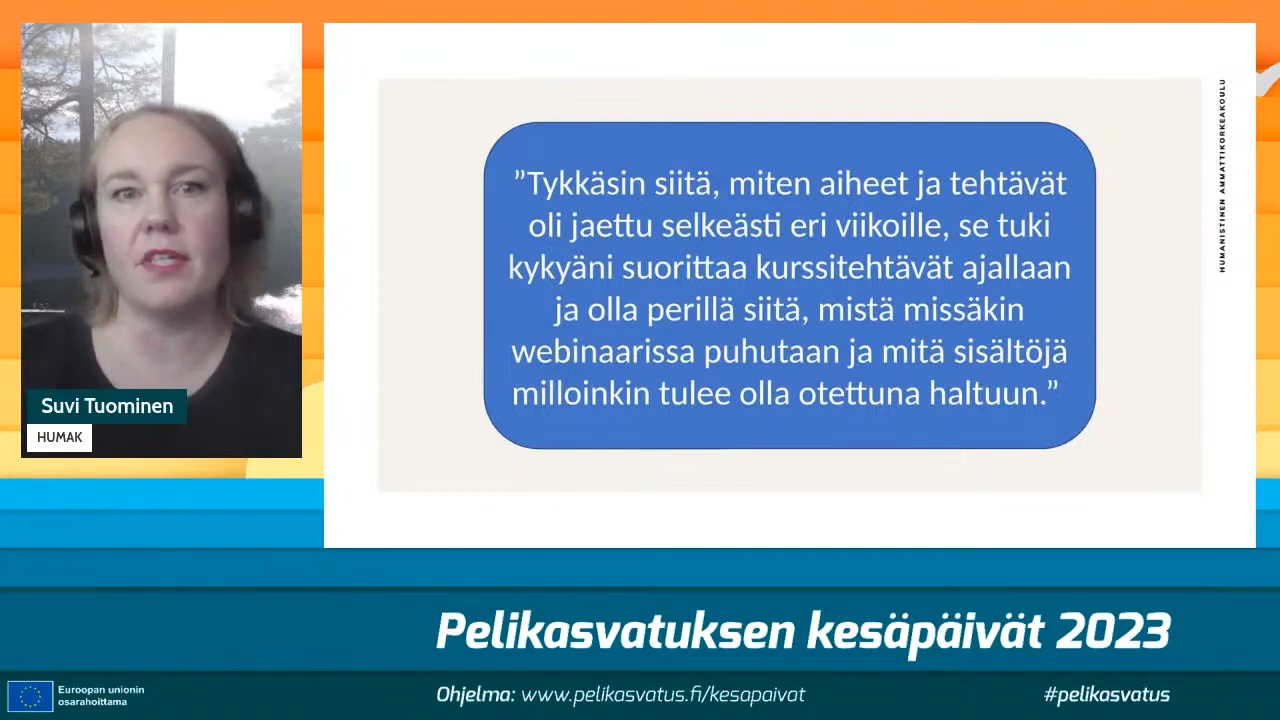 HUMANISTINEN AMMATTIKORKEAKOULU
”Tykkäsin siitä, miten aiheet ja tehtävät
oli jaettu selkeästi eri viikoille, se tuki
kykyäni suorittaa kurssitehtävät ajallaan
ja olla perillä siitä, mistä missäkin
webinaarissa puhutaan ja mitä sisältöjä
milloinkin tulee olla otettuna haltuun.”
Suvi Tuominen
HUMAK
Pelikasvatuksen kesäpäivät 2023
Euroopan unionin
osarahoittama
Ohjelma: www.pelikasvatus.fi/kesapaivat
#pelikasvatus